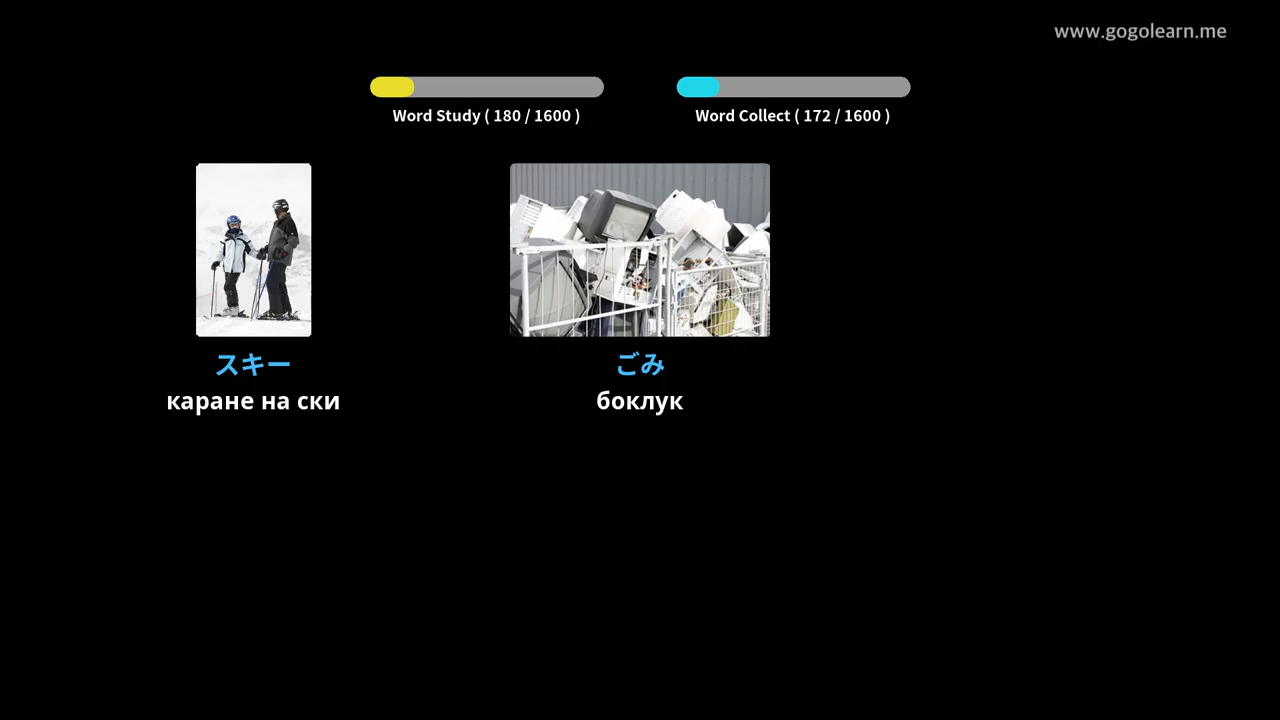 www.gogolearn.me
Word Study ( 180 / 1600 )
Word Collect ( 172 / 1600 )
スキー
каране на ски
ごみ
боклук